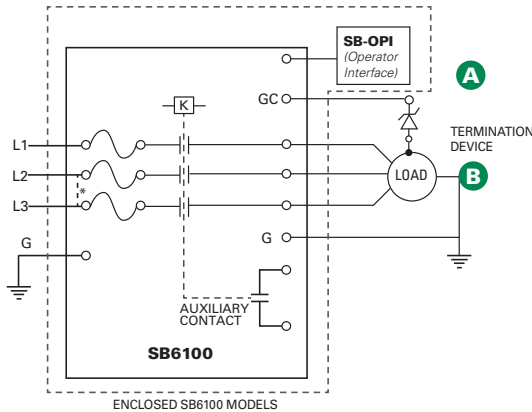 SB-OPI
(Operator
Interface)
A
K
GC
TERMINATION
DEVICE
L1
L2
LOAD
B
*
L3
G
G
AUXILIARY
CONTACT
SB6100
ENCLOSED SB6100 MODELS